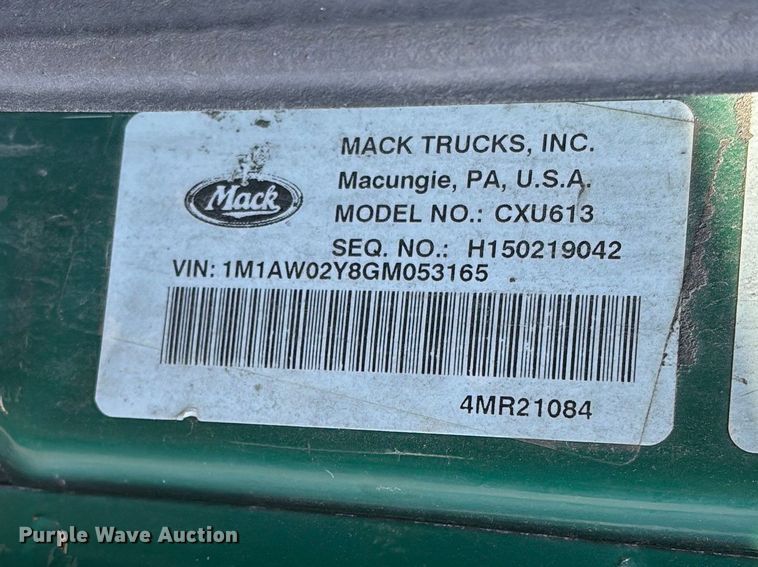 MACK TRUCKS, INC.
Macungie, PA, U.S.A.
Mack
MODEL NO.: CXU613
SEQ. NO.: H150219042
VIN: 1M1AW02Y8GM053165
4MR21084
Purple Wave Auction